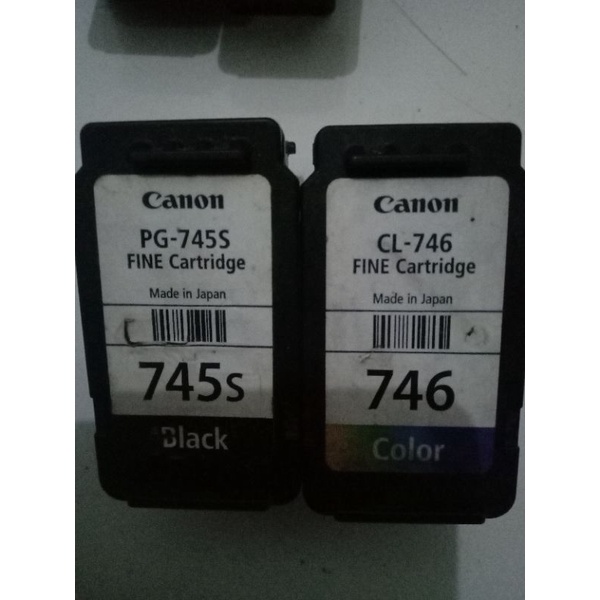 Canon
PG-745S
FINE Cartridge
Made in Japan
745s
Black
Canon
CL-746
FINE Cartridge
Made in Japan
746
Color